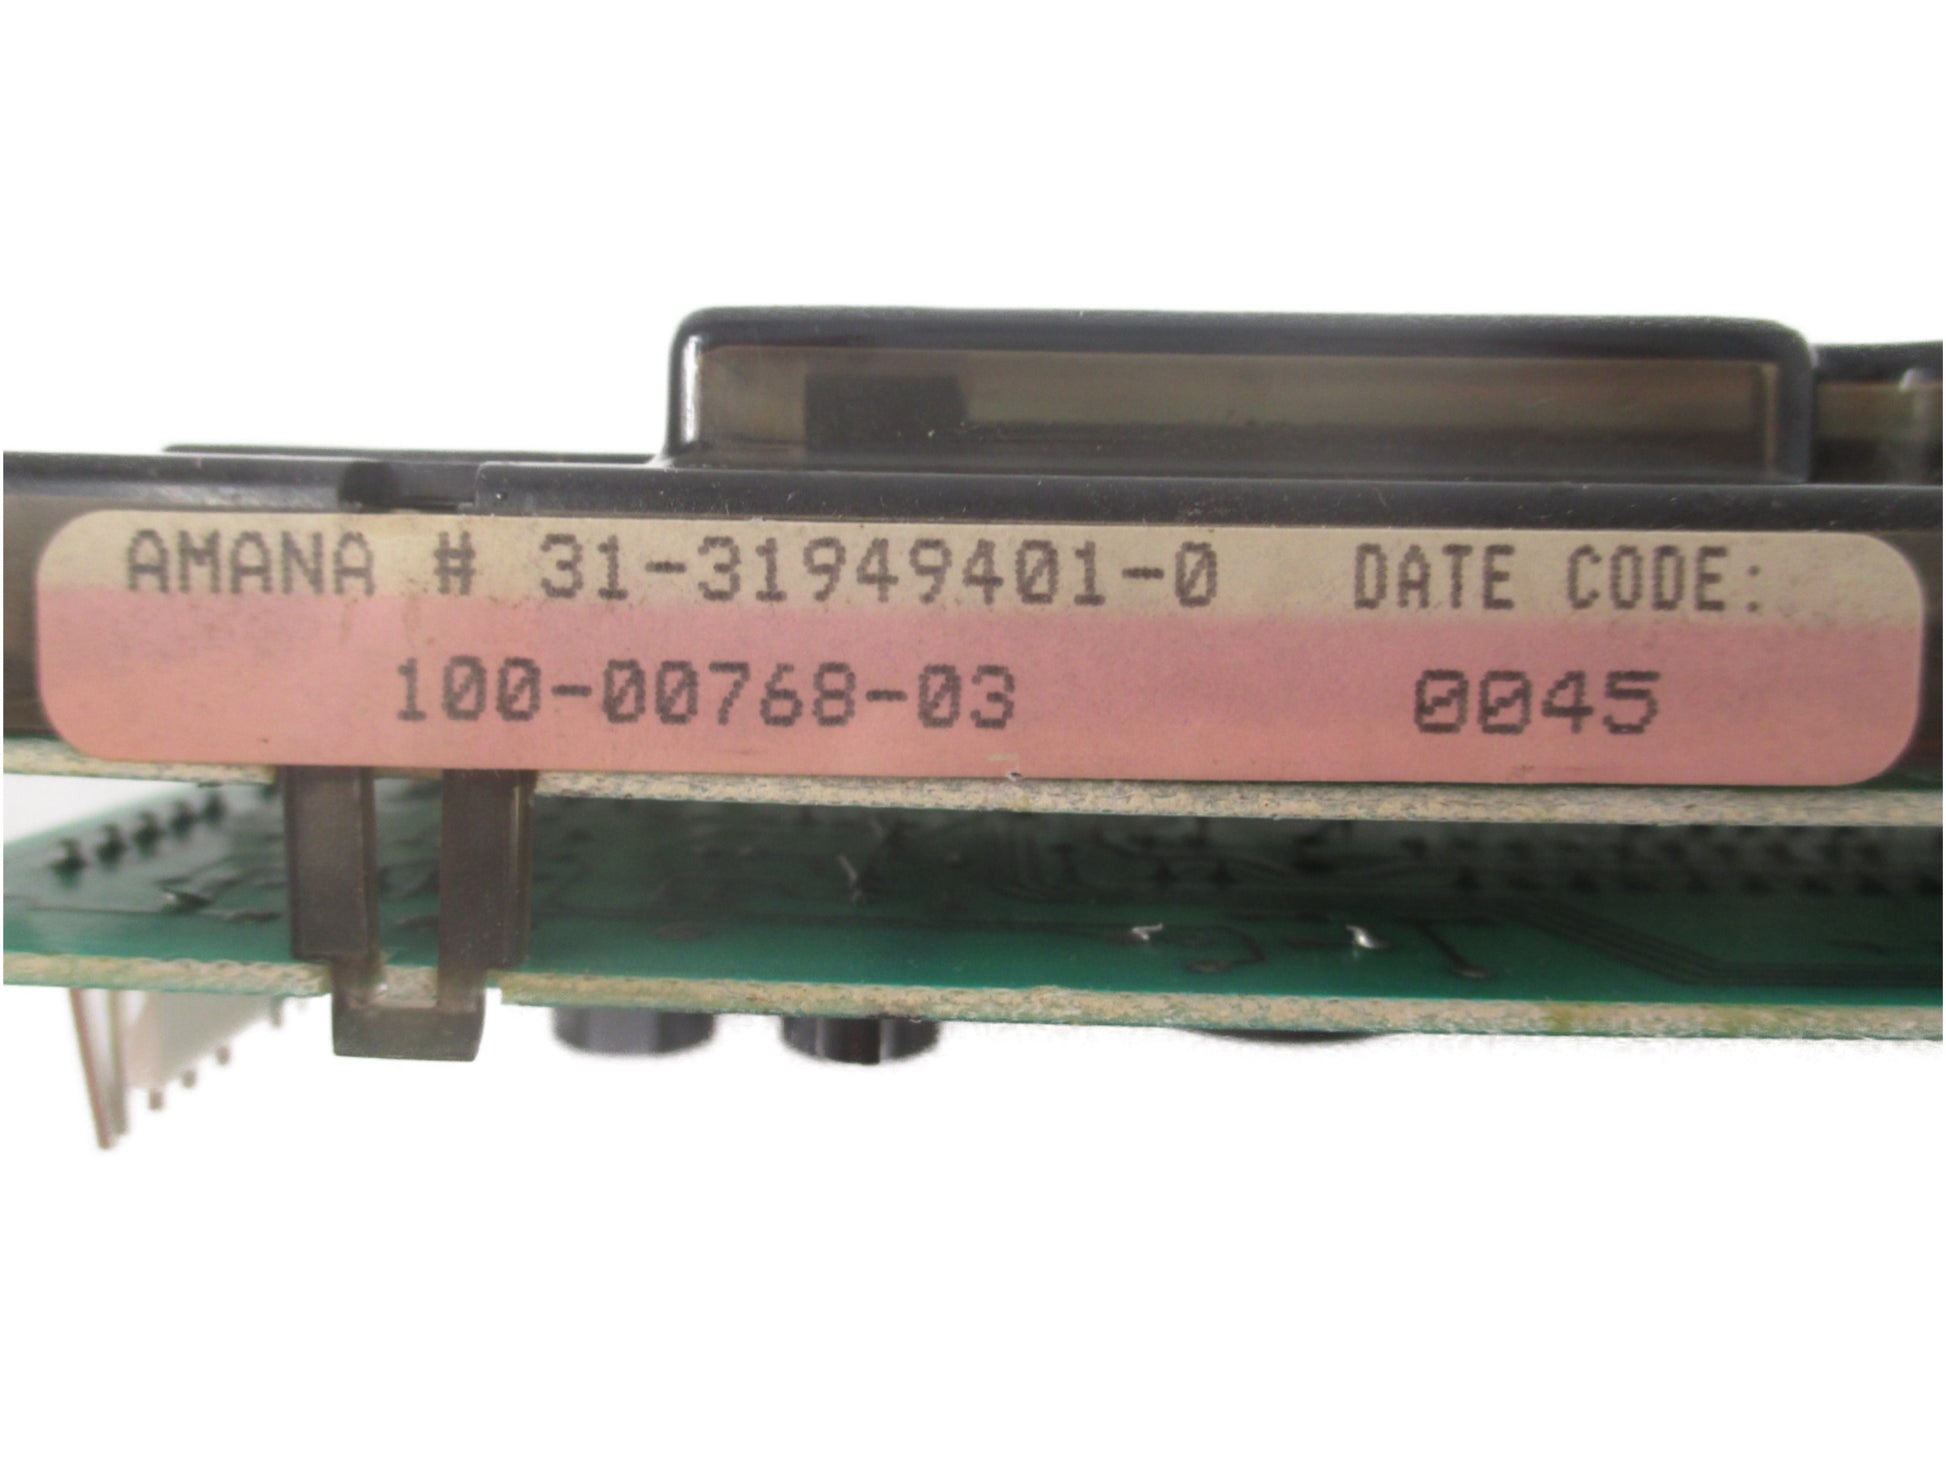 AMANA # 31-31949401-0 DATE CODE:
100-00768-03 0045